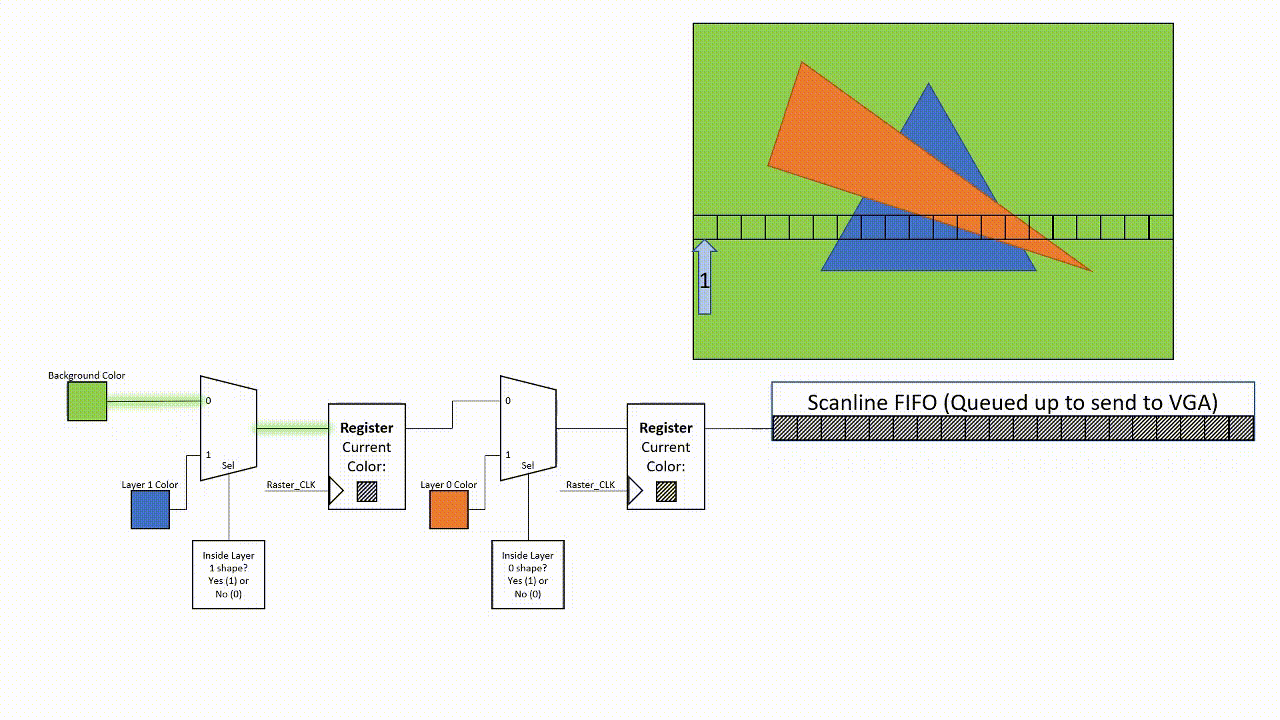 1
Background Color
0
1
Sel
Layer 1 Color
Inside Layer
1 shape?
Yes (1) or
No (0)
Register
Current
Color:
Raster_CLK
0
1
Sel
Layer 0 Color
Inside Layer
0 shape?
Yes (1) or
No (0)
Register
Current
Color:
Raster_CLK
Scanline FIFO (Queued up to send to VGA)